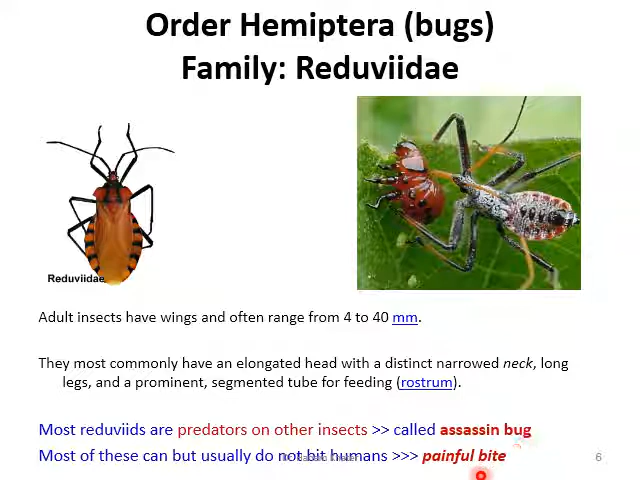 Order Hemiptera (bugs)
Family: Reduviidae
Reduviidae
Adult insects have wings and often range from 4 to 40 mm.
They most commonly have an elongated head with a distinct narrowed neck, long
legs, and a prominent, segmented tube for feeding (rostrum).
Most reduviids are predators on other insects >> called assassin bug
Most of these can but usually do not bit humans >>> painful bite
6